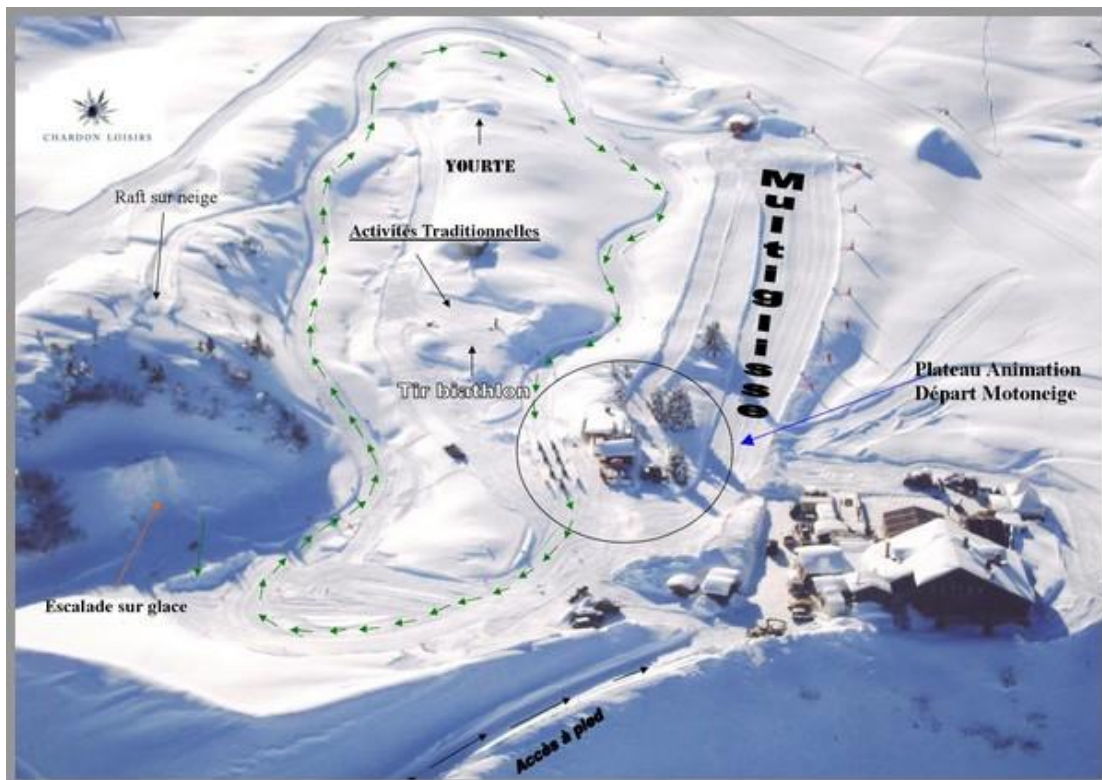 CHARDON LOISIRS
YOURTE
Raft sur neige
Activités Traditionnelles
Multiglisse
Plateau Animation
Départ Motoneige
Tir biathlon
Escalade sur glace
Accès à pied